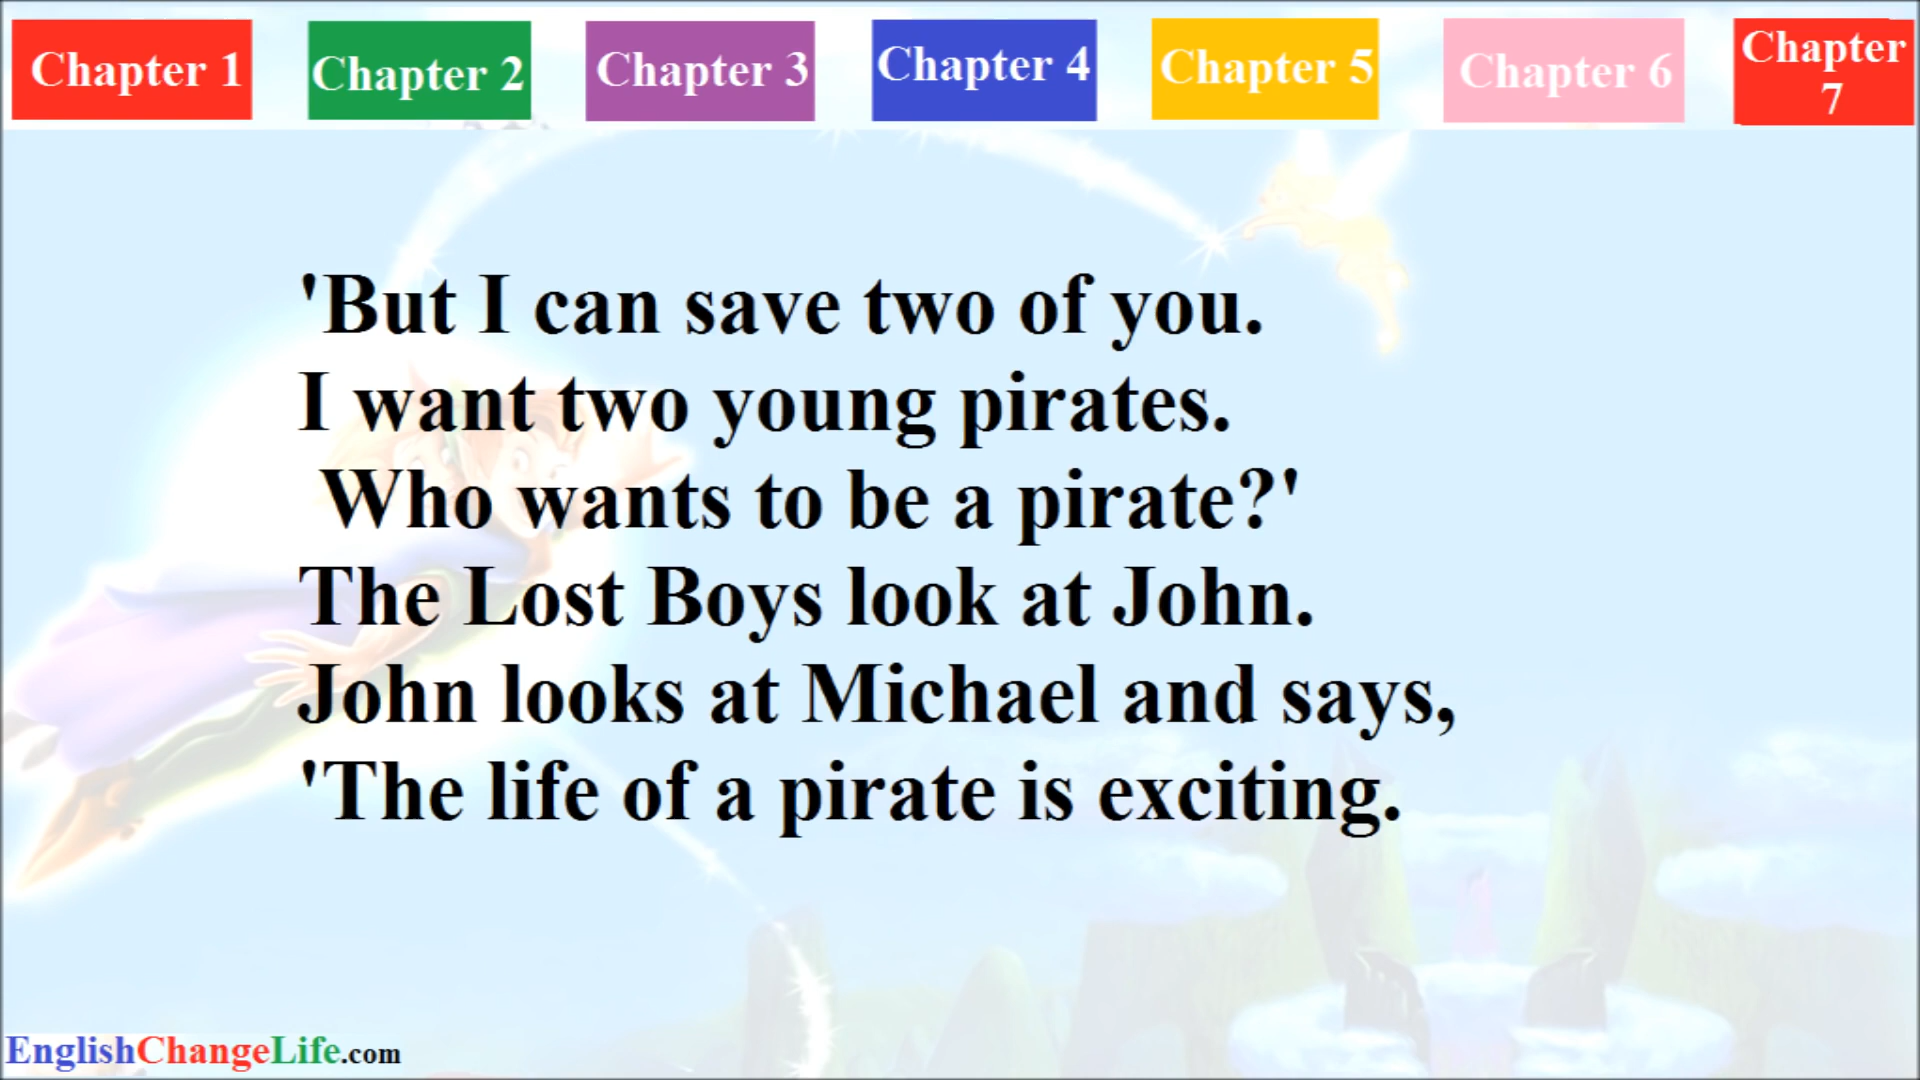 Chapter 1 Chapter 2 Chapter 3 Chapter 4 Chapter 5 Chapter 6 Chapter 7
'But I can save two of you.
I want two young pirates.
Who wants to be a pirate?'
The Lost Boys look at John.
John looks at Michael and says,
'The life of a pirate is exciting.
EnglishChangeLife.com